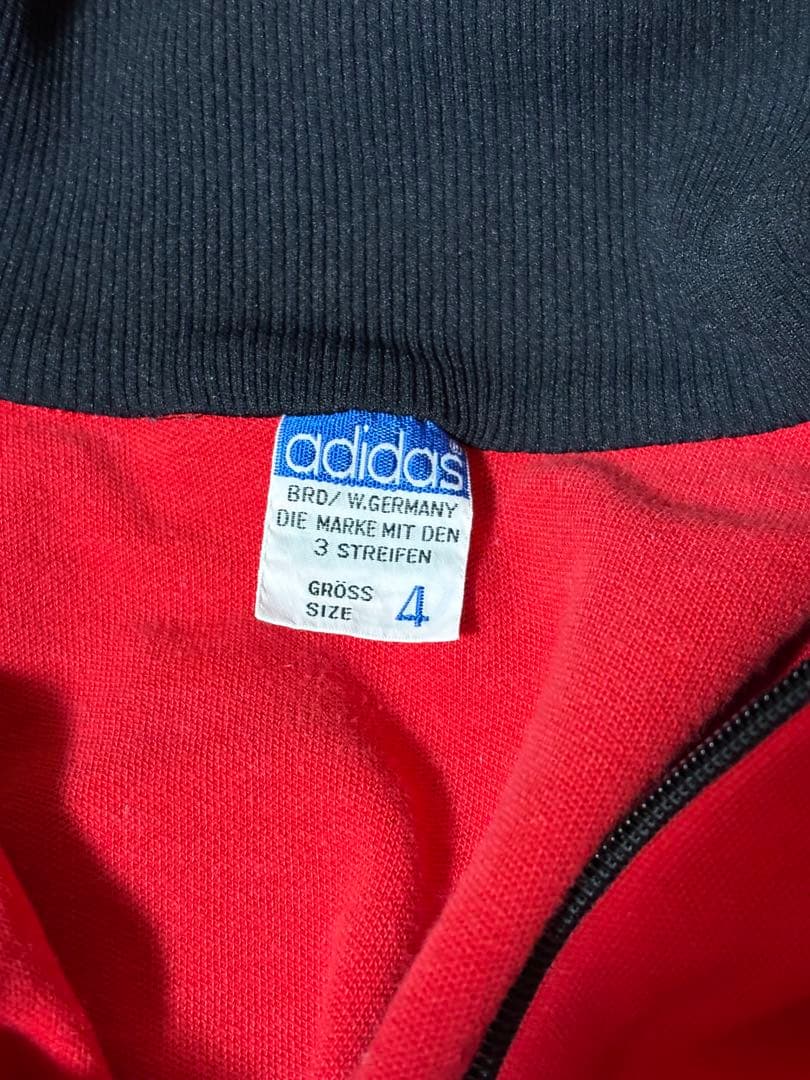 adidas®
BRD/ W.GERMANY
DIE MARKE MIT DEN
3 STREIFEN
GRÖSS
SIZE 4